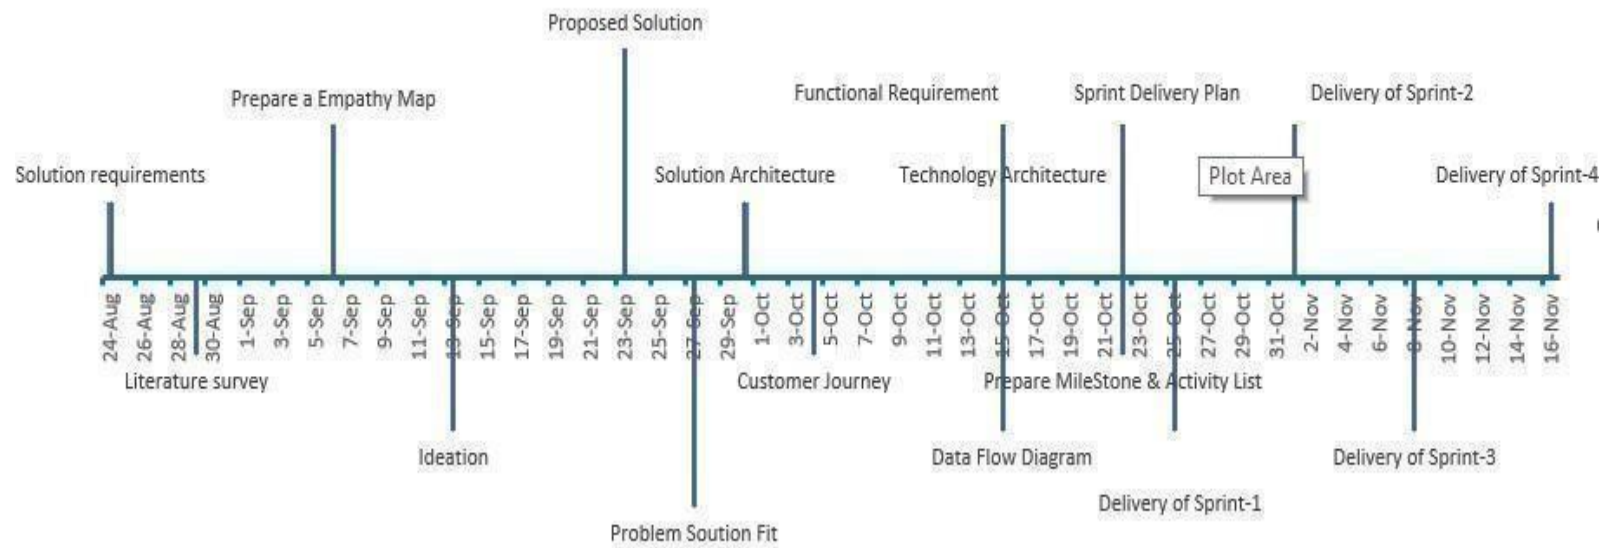 Proposed Solution
Prepare a Empathy Map
Functional Requirement
Sprint Delivery Plan
Delivery of Sprint-2
Solution requirements
Solution Architecture
Technology Architecture
Plot Area
Delivery of Sprint-4
24-Aug
26-Aug
28-Aug
30-Aug
1-Sep
3-Sep
5-Sep
7-Sep
9-Sep
11-Sep
13-Sep
15-Sep
17-Sep
19-Sep
21-Sep
23-Sep
25-Sep
27-Sep
29-Sep
1-Oct
3-Oct
5-Oct
7-Oct
9-Oct
11-Oct
13-Oct
15-Oct
17-Oct
19-Oct
21-Oct
23-Oct
25-Oct
27-Oct
29-Oct
31-Oct
2-Nov
4-Nov
6-Nov
8-Nov
10-Nov
12-Nov
14-Nov
16-Nov
Literature survey
Customer Journey
Prepare MileStone & Activity List
Ideation
Data Flow Diagram
Delivery of Sprint-3
Delivery of Sprint-1
Problem Soution Fit